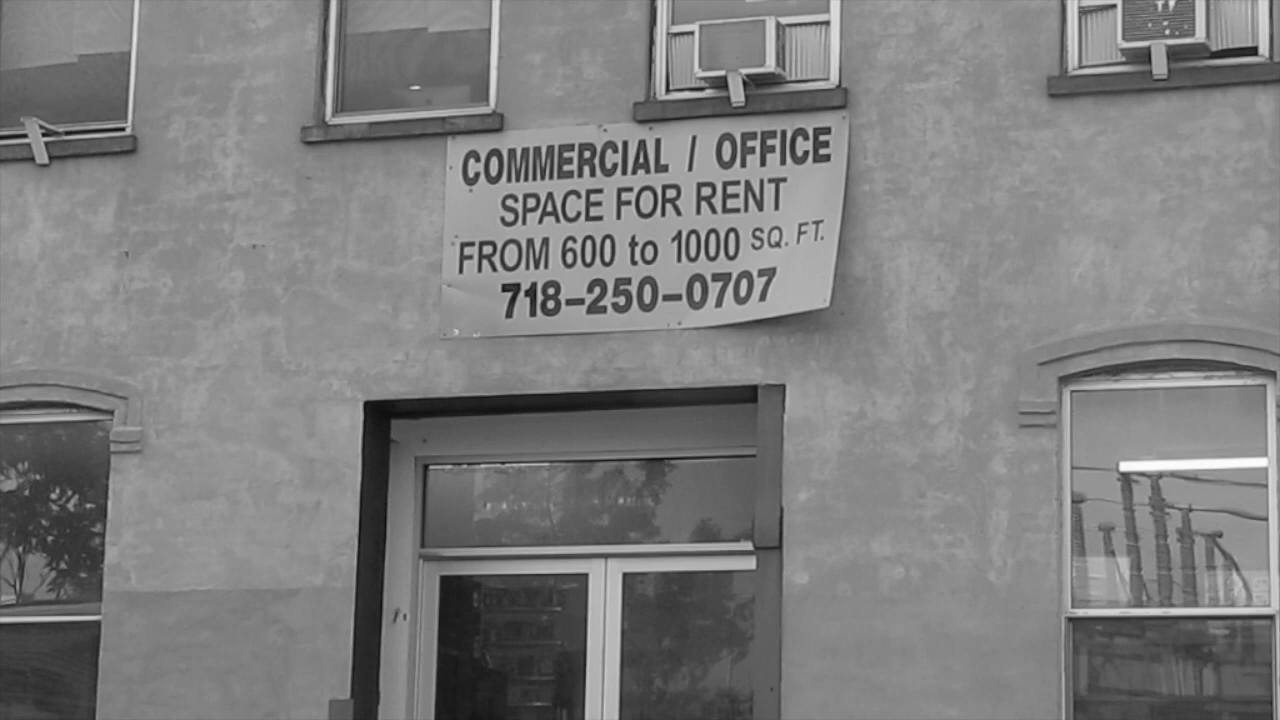 COMMERCIAL / OFFICE
SPACE FOR RENT
FROM 600 to 1000 SQ. FT.
718-250-0707